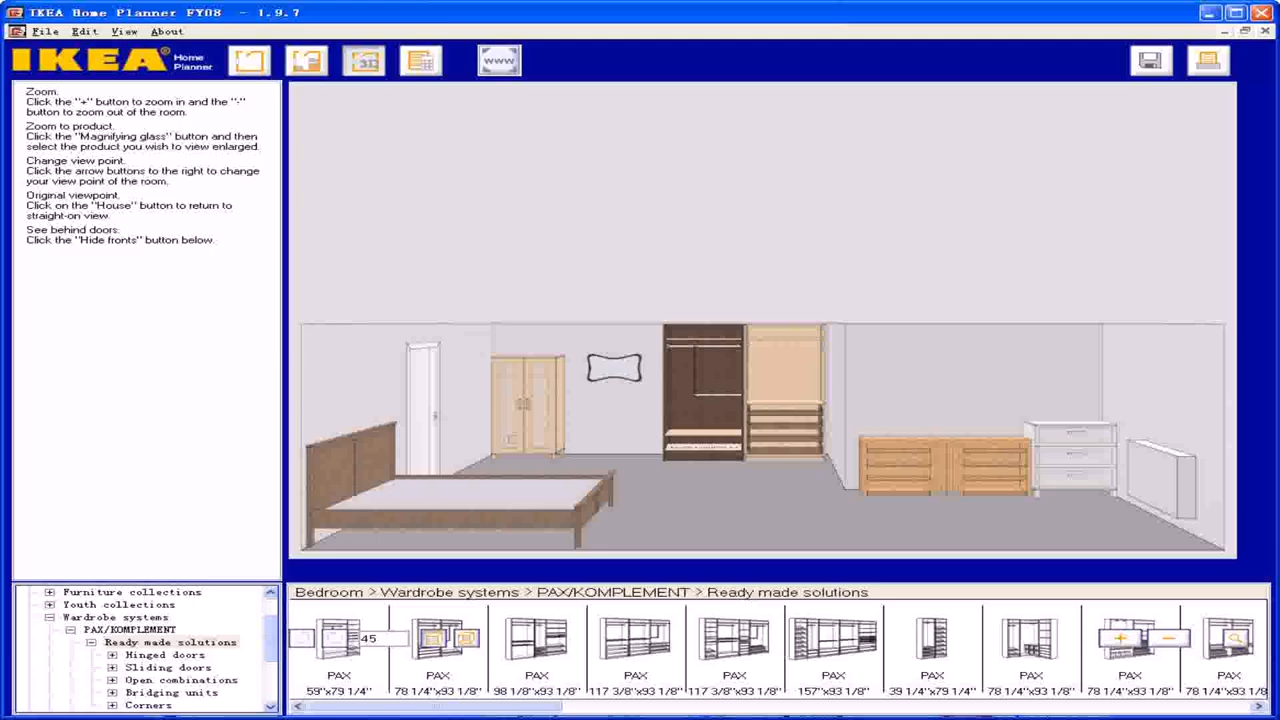 IKEA Home Planner FY08 - 1.9.7
File Edit View About
IKEA® Home Planner
3D
WWW
Zoom.
Click the "+" button to zoom in and the "-"
button to zoom out of the room.
Zoom to product.
Click the "Magnifying glass" button and then
select the product you wish to view enlarged.
Change view point.
Click the arrow buttons to the right to change
your view point of the room.
Original viewpoint.
Click on the "House" button to return to
straight-on view.
See behind doors.
Click the "Hide fronts" button below.
Furniture collections
Youth collections
Wardrobe systems
PAX/KOMPLEMENT
Ready made solutions
Hinged doors
Sliding doors
Open combinations
Bridging units
Corners
Bedroom > Wardrobe systems > PAX/KOMPLEMENT > Ready made solutions
45
PAX PAX PAX PAX PAX PAX PAX PAX PAX PAX
59"x79 1/4" 78 1/4"x93 1/8" 98 1/8"x93 1/8" 117 3/8"x93 1/8" 117 3/8"x93 1/8" 157"x93 1/8" 39 1/4"x79 1/4" 78 1/4"x93 1/8" 78 1/4"x93 1/8" 78 1/4"x93 1/8